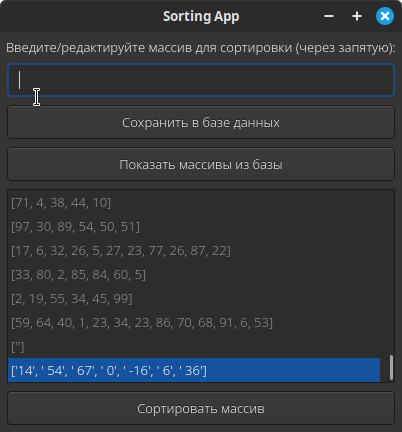 Sorting App
Введите/редактируйте массив для сортировки (через запятую):
Сохранить в базе данных
Показать массивы из базы
[71, 4, 38, 44, 10]
[97, 30, 89, 54, 50, 51]
[17, 6, 32, 26, 5, 27, 23, 77, 26, 87, 22]
[33, 80, 2, 85, 84, 60, 5]
[2, 19, 55, 34, 45, 99]
[59, 64, 40, 1, 23, 34, 23, 86, 70, 68, 91, 6, 53]
['']
['14', ' 54', ' 67', ' 0', ' -16', ' 6', ' 36']
Сортировать массив